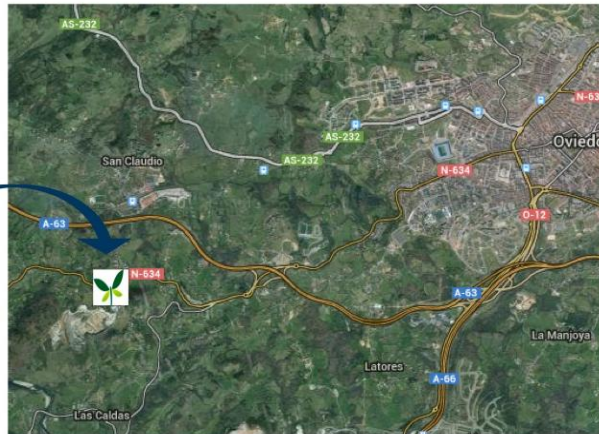 AS-232
N-63
AS-232
Oviedo
San Claudio
AS-232
N-634
O-12
A-63
N-634
A-63
La Manjoya
Latores
A-66
Las Caldas